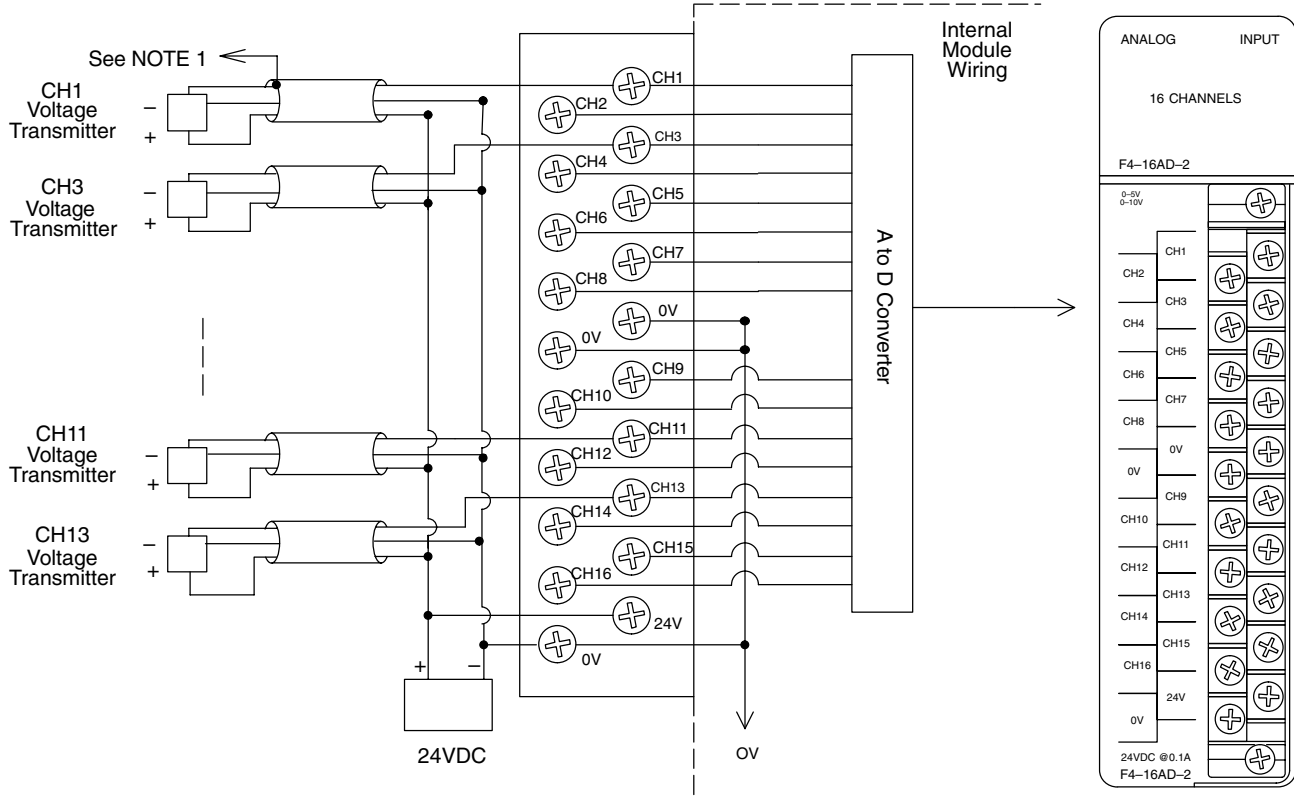 See NOTE 1
CH1
Voltage
Transmitter
–
+
CH3
Voltage
Transmitter
–
+
CH11
Voltage
Transmitter
–
+
CH13
Voltage
Transmitter
–
+
+
–
24VDC
CH1
CH2
CH3
CH4
CH5
CH6
CH7
CH8
0V
0V
CH9
CH10
CH11
CH12
CH13
CH14
CH15
CH16
24V
0V
Internal
Module
Wiring
A to D Converter
OV
ANALOG INPUT
16 CHANNELS
F4–16AD–2
0–5V
0–10V
CH1
CH2
CH3
CH4
CH5
CH6
CH7
CH8
0V
0V
CH9
CH10
CH11
CH12
CH13
CH14
CH15
CH16
24V
0V
24VDC @0.1A
F4–16AD–2